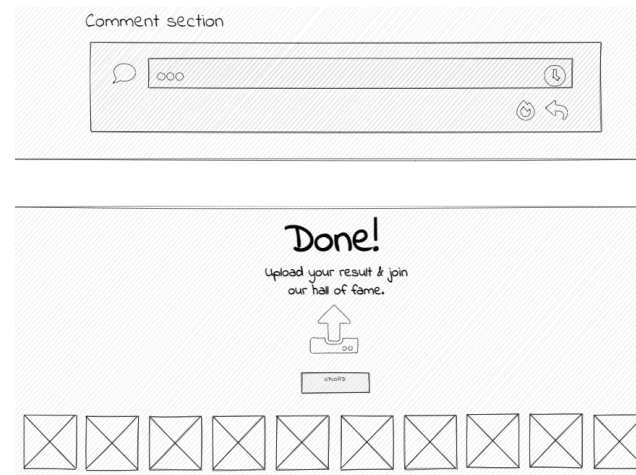 Comment section
Done!
Upload your result & join
our hall of fame.